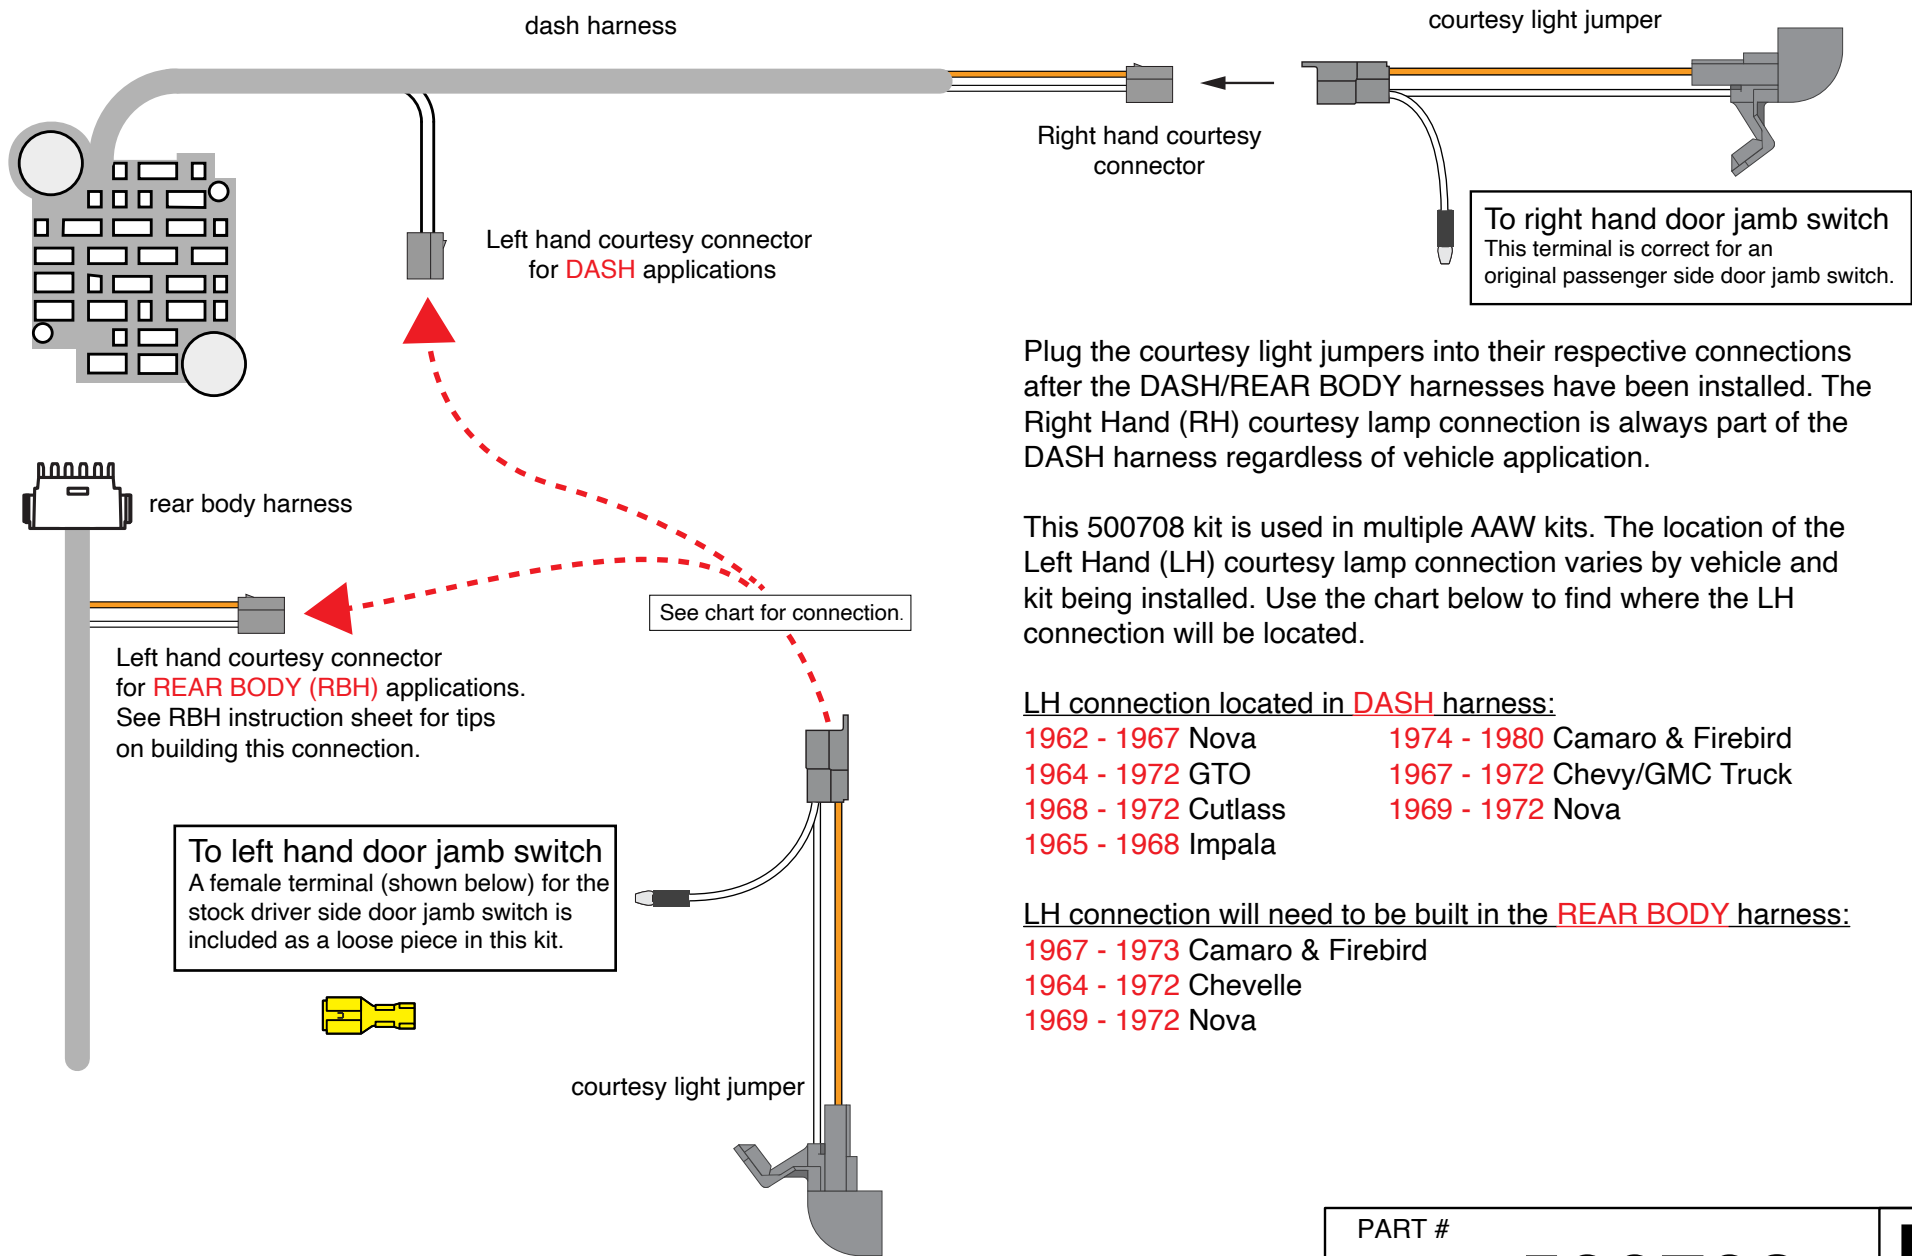 dash harness
courtesy light jumper
Right hand courtesy
connector
Left hand courtesy connector
for DASH applications
To right hand door jamb switch
This terminal is correct for an
original passenger side door jamb switch.
Plug the courtesy light jumpers into their respective connections
after the DASH/REAR BODY harnesses have been installed. The
Right Hand (RH) courtesy lamp connection is always part of the
DASH harness regardless of vehicle application.
rear body harness
This 500708 kit is used in multiple AAW kits. The location of the
Left Hand (LH) courtesy lamp connection varies by vehicle and
kit being installed. Use the chart below to find where the LH
connection will be located.
See chart for connection.
Left hand courtesy connector
for REAR BODY (RBH) applications.
See RBH instruction sheet for tips
on building this connection.
LH connection located in DASH harness:
1962 - 1967 Nova
1964 - 1972 GTO
1968 - 1972 Cutlass
1965 - 1968 Impala
1974 - 1980 Camaro & Firebird
1967 - 1972 Chevy/GMC Truck
1969 - 1972 Nova
To left hand door jamb switch
A female terminal (shown below) for the
stock driver side door jamb switch is
included as a loose piece in this kit.
LH connection will need to be built in the REAR BODY harness:
1967 - 1973 Camaro & Firebird
1964 - 1972 Chevelle
1969 - 1972 Nova
courtesy light jumper
PART #